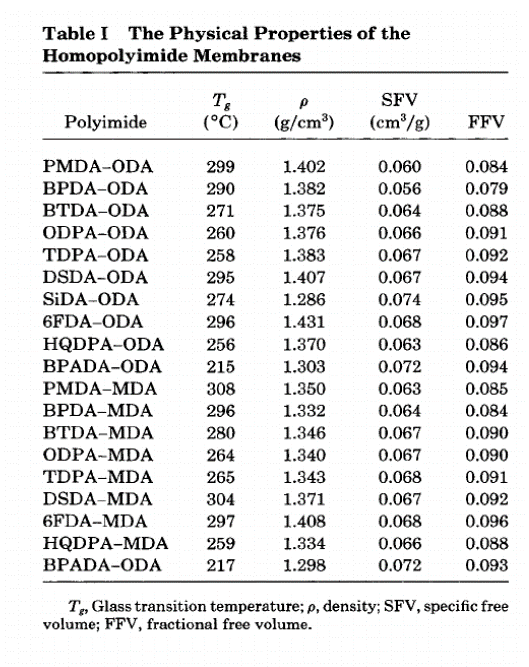 Table I The Physical Properties of the
Homopolyimide Membranes
Tg ρ SFV
Polyimide (°C) (g/cm³) (cm³/g) FFV
PMDA–ODA 299 1.402 0.060 0.084
BPDA–ODA 290 1.382 0.056 0.079
BTDA–ODA 271 1.375 0.064 0.088
ODPA–ODA 260 1.376 0.066 0.091
TDPA–ODA 258 1.383 0.067 0.092
DSDA–ODA 295 1.407 0.067 0.094
SiDA–ODA 274 1.286 0.074 0.095
6FDA–ODA 296 1.431 0.068 0.097
HQDPA–ODA 256 1.370 0.063 0.086
BPADA–ODA 215 1.303 0.072 0.094
PMDA–MDA 308 1.350 0.063 0.085
BPDA–MDA 296 1.332 0.064 0.084
BTDA–MDA 280 1.346 0.067 0.090
ODPA–MDA 264 1.340 0.067 0.090
TDPA–MDA 265 1.343 0.068 0.091
DSDA–MDA 304 1.371 0.067 0.092
6FDA–MDA 297 1.408 0.068 0.096
HQDPA–MDA 259 1.334 0.066 0.088
BPADA–ODA 217 1.298 0.072 0.093
Tg, Glass transition temperature; ρ, density; SFV, specific free
volume; FFV, fractional free volume.